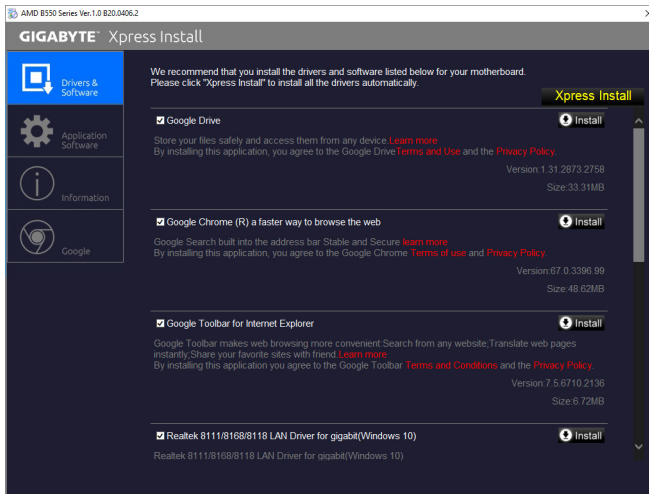 AMD B550 Series Ver.1.0 B20.0406.2
GIGABYTE™ Xpress Install
Drivers &
Software
Application
Software
Information
Google
We recommend that you install the drivers and software listed below for your motherboard.
Please click "Xpress Install" to install all the drivers automatically.
Xpress Install
Google Drive
Install
Store your files safely and access them from any device.Learn more
By installing this application, you agree to the Google DriveTerms and Use and the Privacy Policy.
Version:1.31.2873.2758
Size:33.31MB
Google Chrome (R) a faster way to browse the web
Install
Google Search built into the address bar Stable and Secure learn more
By installing this application, you agree to the Google Chrome Terms of use and Privacy Policy.
Version:67.0.3396.99
Size:48.62MB
Google Toolbar for Internet Explorer
Install
Google Toolbar makes web browsing more convenient:Search from any website;Translate web pages
instantly;Share your favorite sites with friend.Learn more
By installing this application you agree to the Google Toolbar Terms and Conditions and the Privacy Policy.
Version:7.5.6710.2136
Size:6.72MB
Realtek 8111/8168/8118 LAN Driver for gigabit(Windows 10)
Install
Realtek 8111/8168/8118 LAN Driver for gigabit(Windows 10)